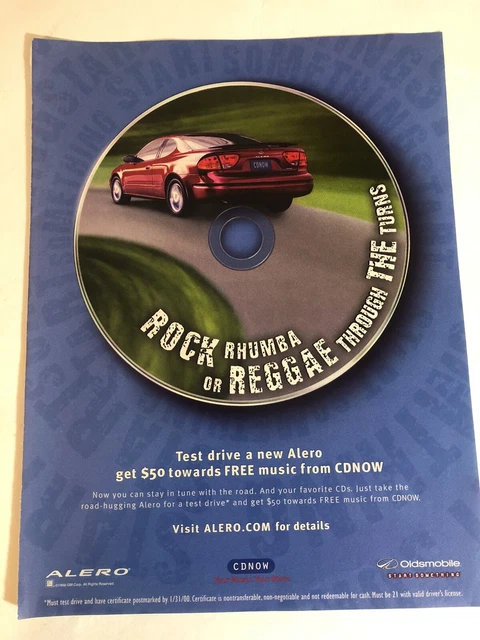 CDNOW
ROCK RHUMBA
OR REGGAE THROUGH THE TURNS
Test drive a new Alero
get $50 towards FREE music from CDNOW
Now you can stay in tune with the road. And your favorite CDs. Just take the
road-hugging Alero for a test drive* and get $50 towards FREE music from CDNOW.
Visit ALERO.COM for details
ALERO
CDNOW
Oldsmobile
START SOMETHING
*Must test drive and have certificate postmarked by 1/31/00. Certificate is nontransferable, non-negotiable and not redeemable for cash. Must be 21 with valid driver's license.